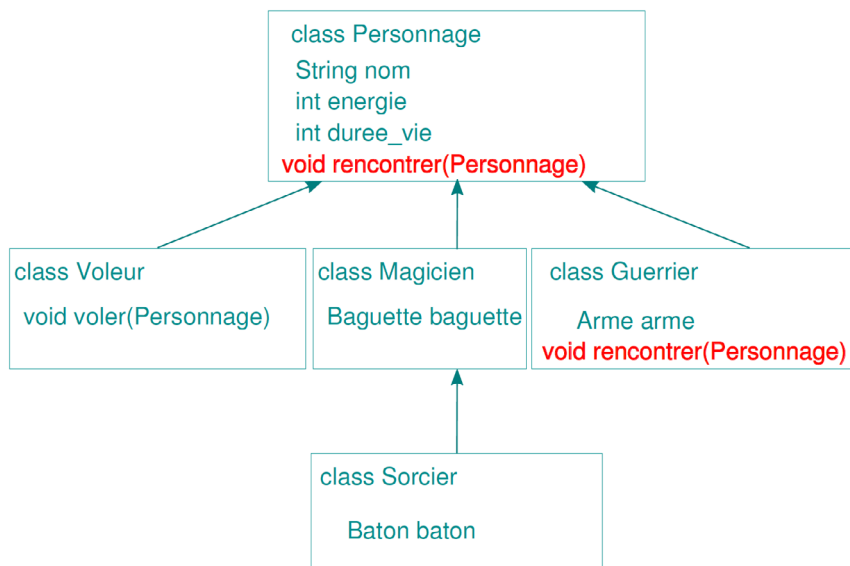 class Personnage
String nom
int energie
int duree_vie
void rencontrer(Personnage)
class Voleur
void voler(Personnage)
class Magicien
Baguette baguette
class Guerrier
Arme arme
void rencontrer(Personnage)
class Sorcier
Baton baton